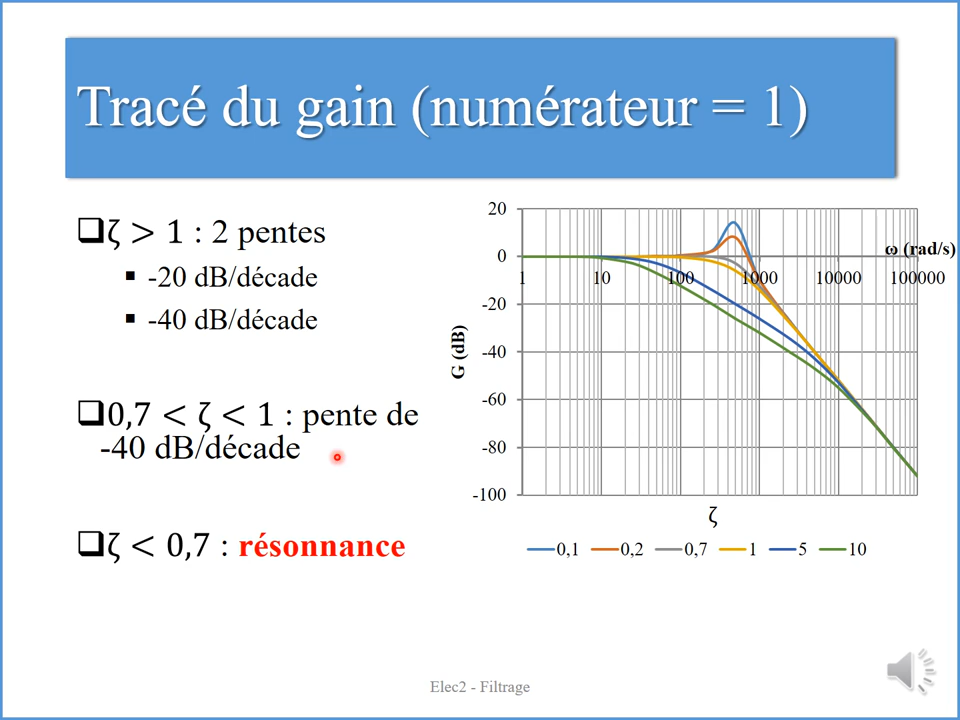 Tracé du gain (numérateur = 1)
ζ > 1 : 2 pentes
-20 dB/décade
-40 dB/décade
0,7 < ζ < 1 : pente de
-40 dB/décade
ζ < 0,7 : résonnance
20
0
-20
-40
-60
-80
-100
G (dB)
ω (rad/s)
1 10 100 1000 10000 100000
ζ
0,1 0,2 0,7 1 5 10
Elec2 - Filtrage